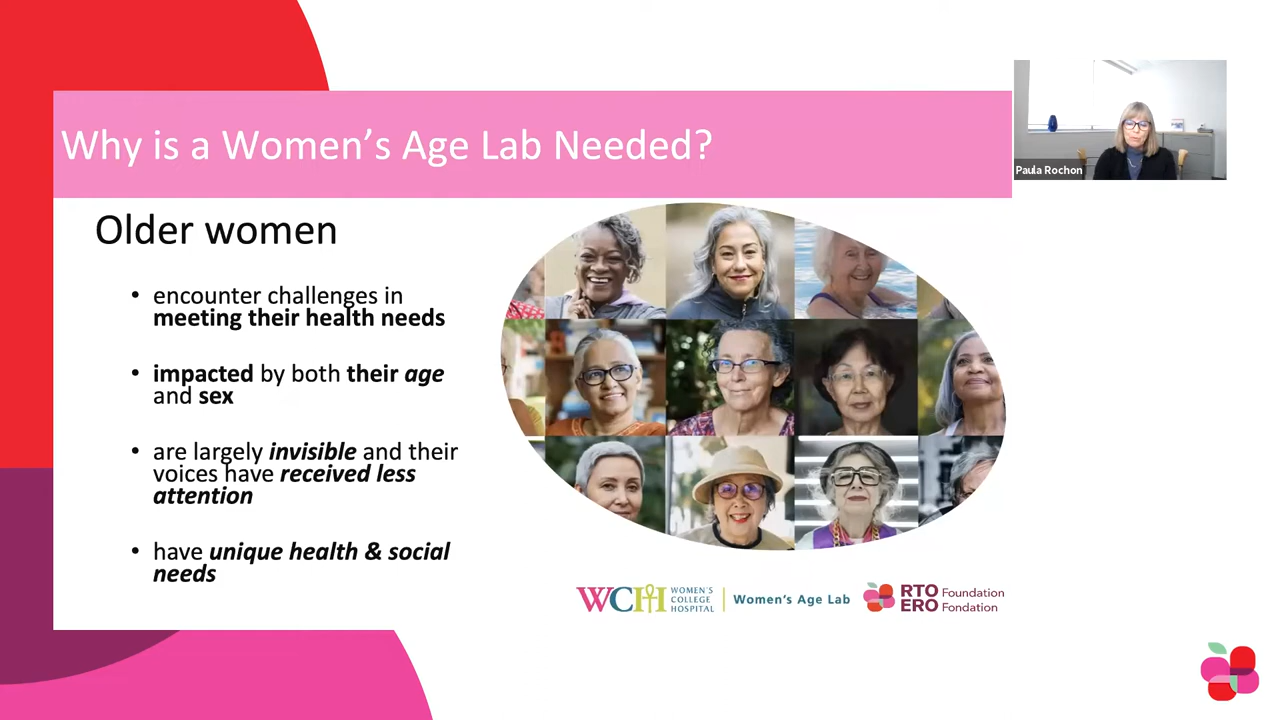 Why is a Women's Age Lab Needed?
Paula Rochon
Older women
• encounter challenges in
meeting their health needs
• impacted by both their age
and sex
• are largely invisible and their
voices have received less
attention
• have unique health & social
needs
WCH WOMEN'S
COLLEGE
HOSPITAL
Women's Age Lab
RTO
ERO
Foundation
Fondation